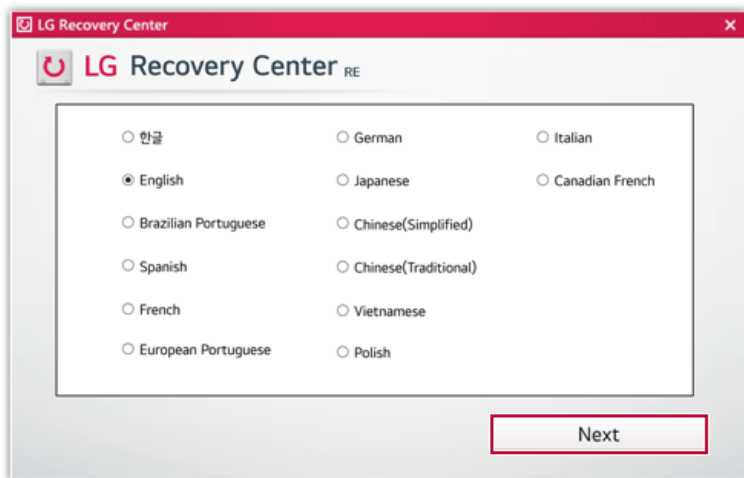 LG Recovery Center
LG Recovery Center RE
한글
English
Brazilian Portuguese
Spanish
French
European Portuguese
German
Japanese
Chinese(Simplified)
Chinese(Traditional)
Vietnamese
Polish
Italian
Canadian French
Next